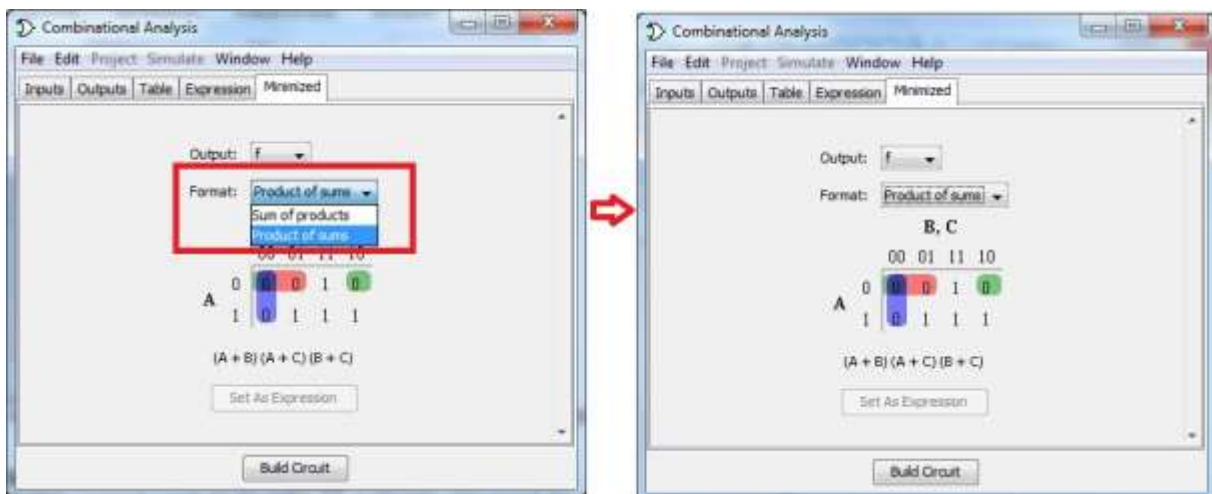 Combinational Analysis
File Edit Project Simulate Window Help
Inputs Outputs Table Expression Minimized
Output: f
Format: Product of sums
Sum of products
Product of sums
00 01 11 10
0 0 0 1 0
A
1 0 1 1 1
(A + B) (A + C) (B + C)
Set As Expression
Build Circuit
Combinational Analysis
File Edit Project Simulate Window Help
Inputs Outputs Table Expression Minimized
Output: f
Format: Product of sums
B, C
00 01 11 10
0 0 0 1 0
A
1 0 1 1 1
(A + B) (A + C) (B + C)
Set As Expression
Build Circuit